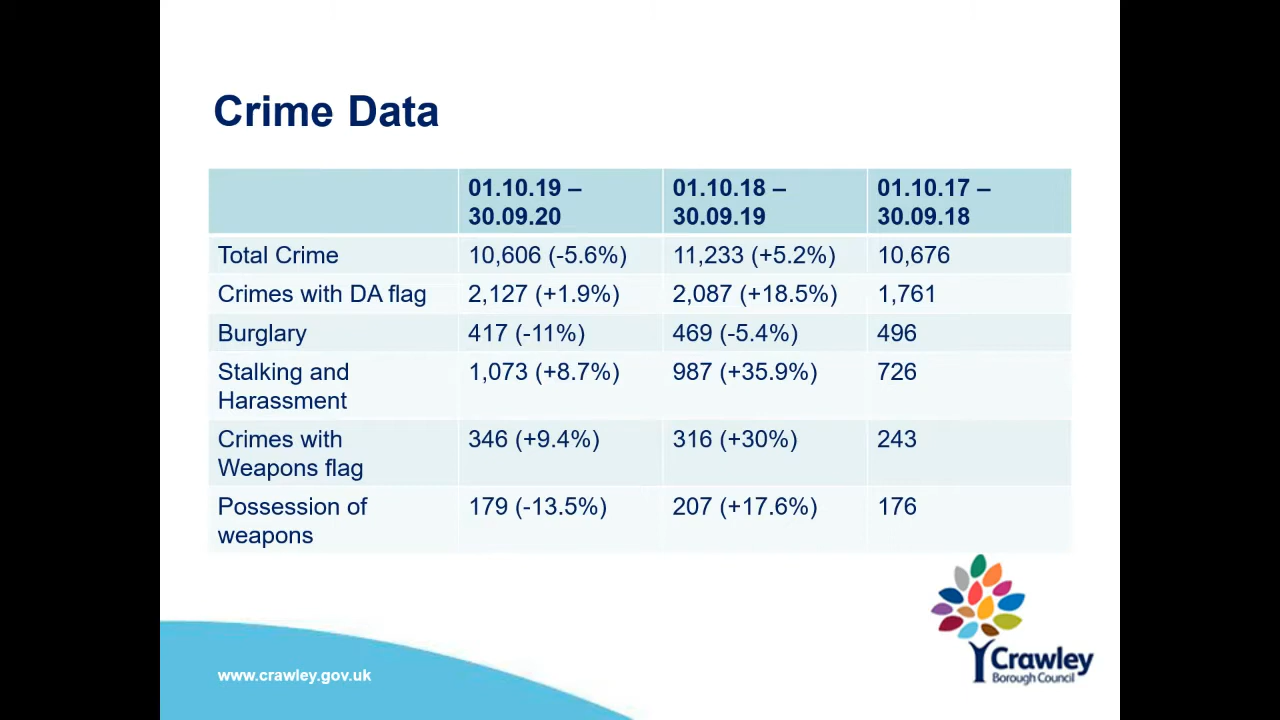 Crime Data
01.10.19 – 01.10.18 – 01.10.17 –
30.09.20 30.09.19 30.09.18
Total Crime 10,606 (-5.6%) 11,233 (+5.2%) 10,676
Crimes with DA flag 2,127 (+1.9%) 2,087 (+18.5%) 1,761
Burglary 417 (-11%) 469 (-5.4%) 496
Stalking and 1,073 (+8.7%) 987 (+35.9%) 726
Harassment
Crimes with 346 (+9.4%) 316 (+30%) 243
Weapons flag
Possession of 179 (-13.5%) 207 (+17.6%) 176
weapons
www.crawley.gov.uk
Crawley
Borough Council